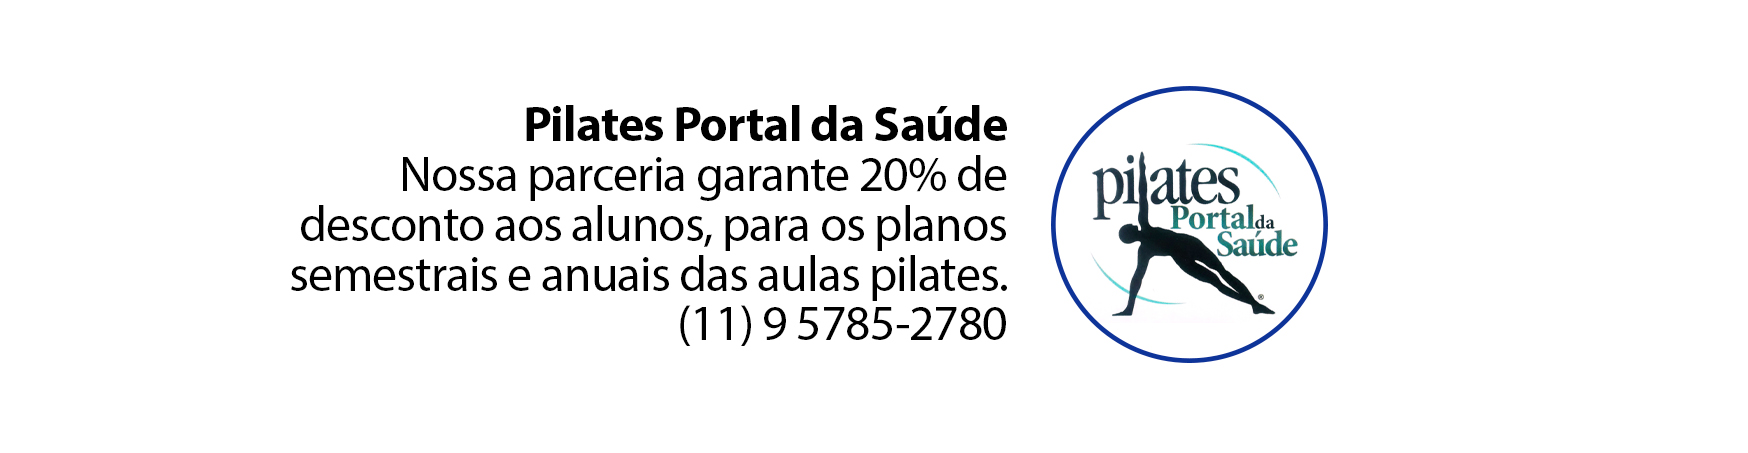 Pilates Portal da Saúde
Nossa parceria garante 20% de
desconto aos alunos, para os planos
semestrais e anuais das aulas pilates.
(11) 9 5785-2780
pilates
Portal da
Saúde
®